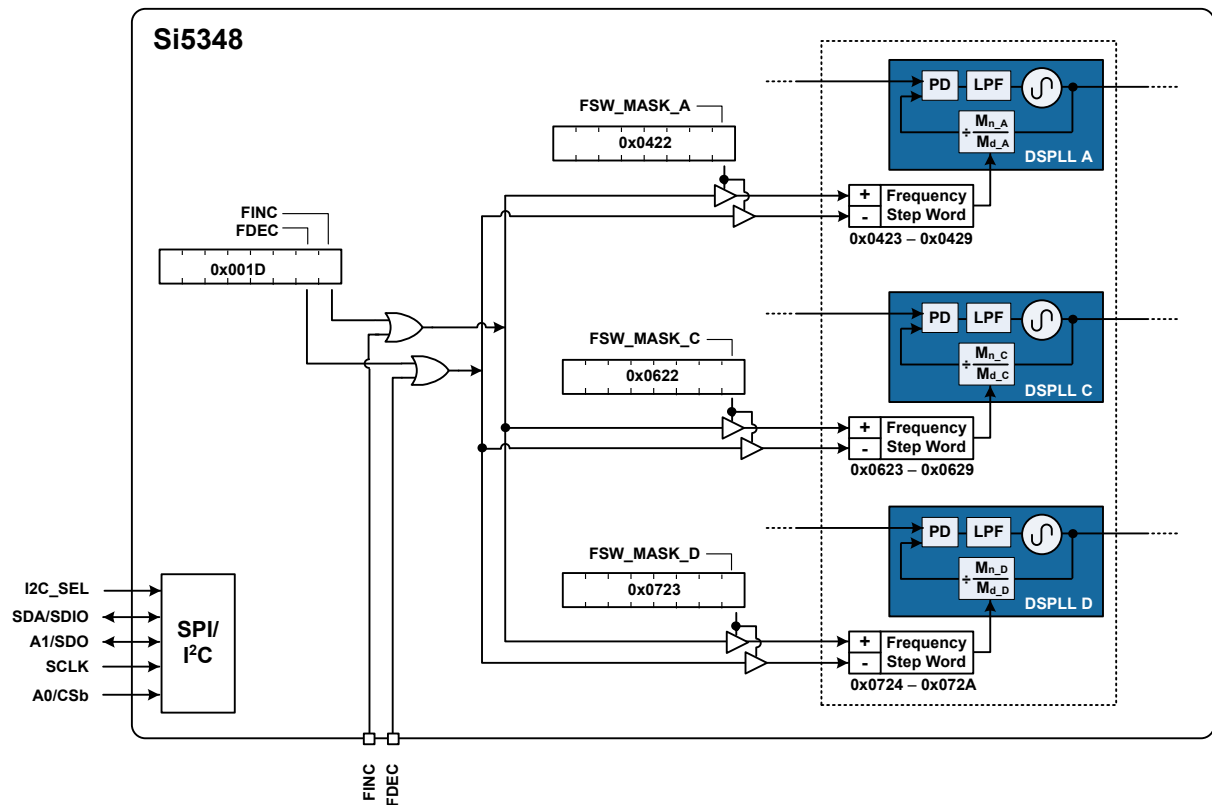 Si5348
PD
LPF
÷
Mn_A
Md_A
DSPLL A
FSW_MASK_A
0x0422
+
-
Frequency
Step Word
0x0423 – 0x0429
FINC
FDEC
0x001D
PD
LPF
÷
Mn_C
Md_C
DSPLL C
FSW_MASK_C
0x0622
+
-
Frequency
Step Word
0x0623 – 0x0629
PD
LPF
÷
Mn_D
Md_D
DSPLL D
FSW_MASK_D
0x0723
+
-
Frequency
Step Word
0x0724 – 0x072A
I2C_SEL
SDA/SDIO
A1/SDO
SCLK
A0/CSb
SPI/
I²C
FINC
FDEC